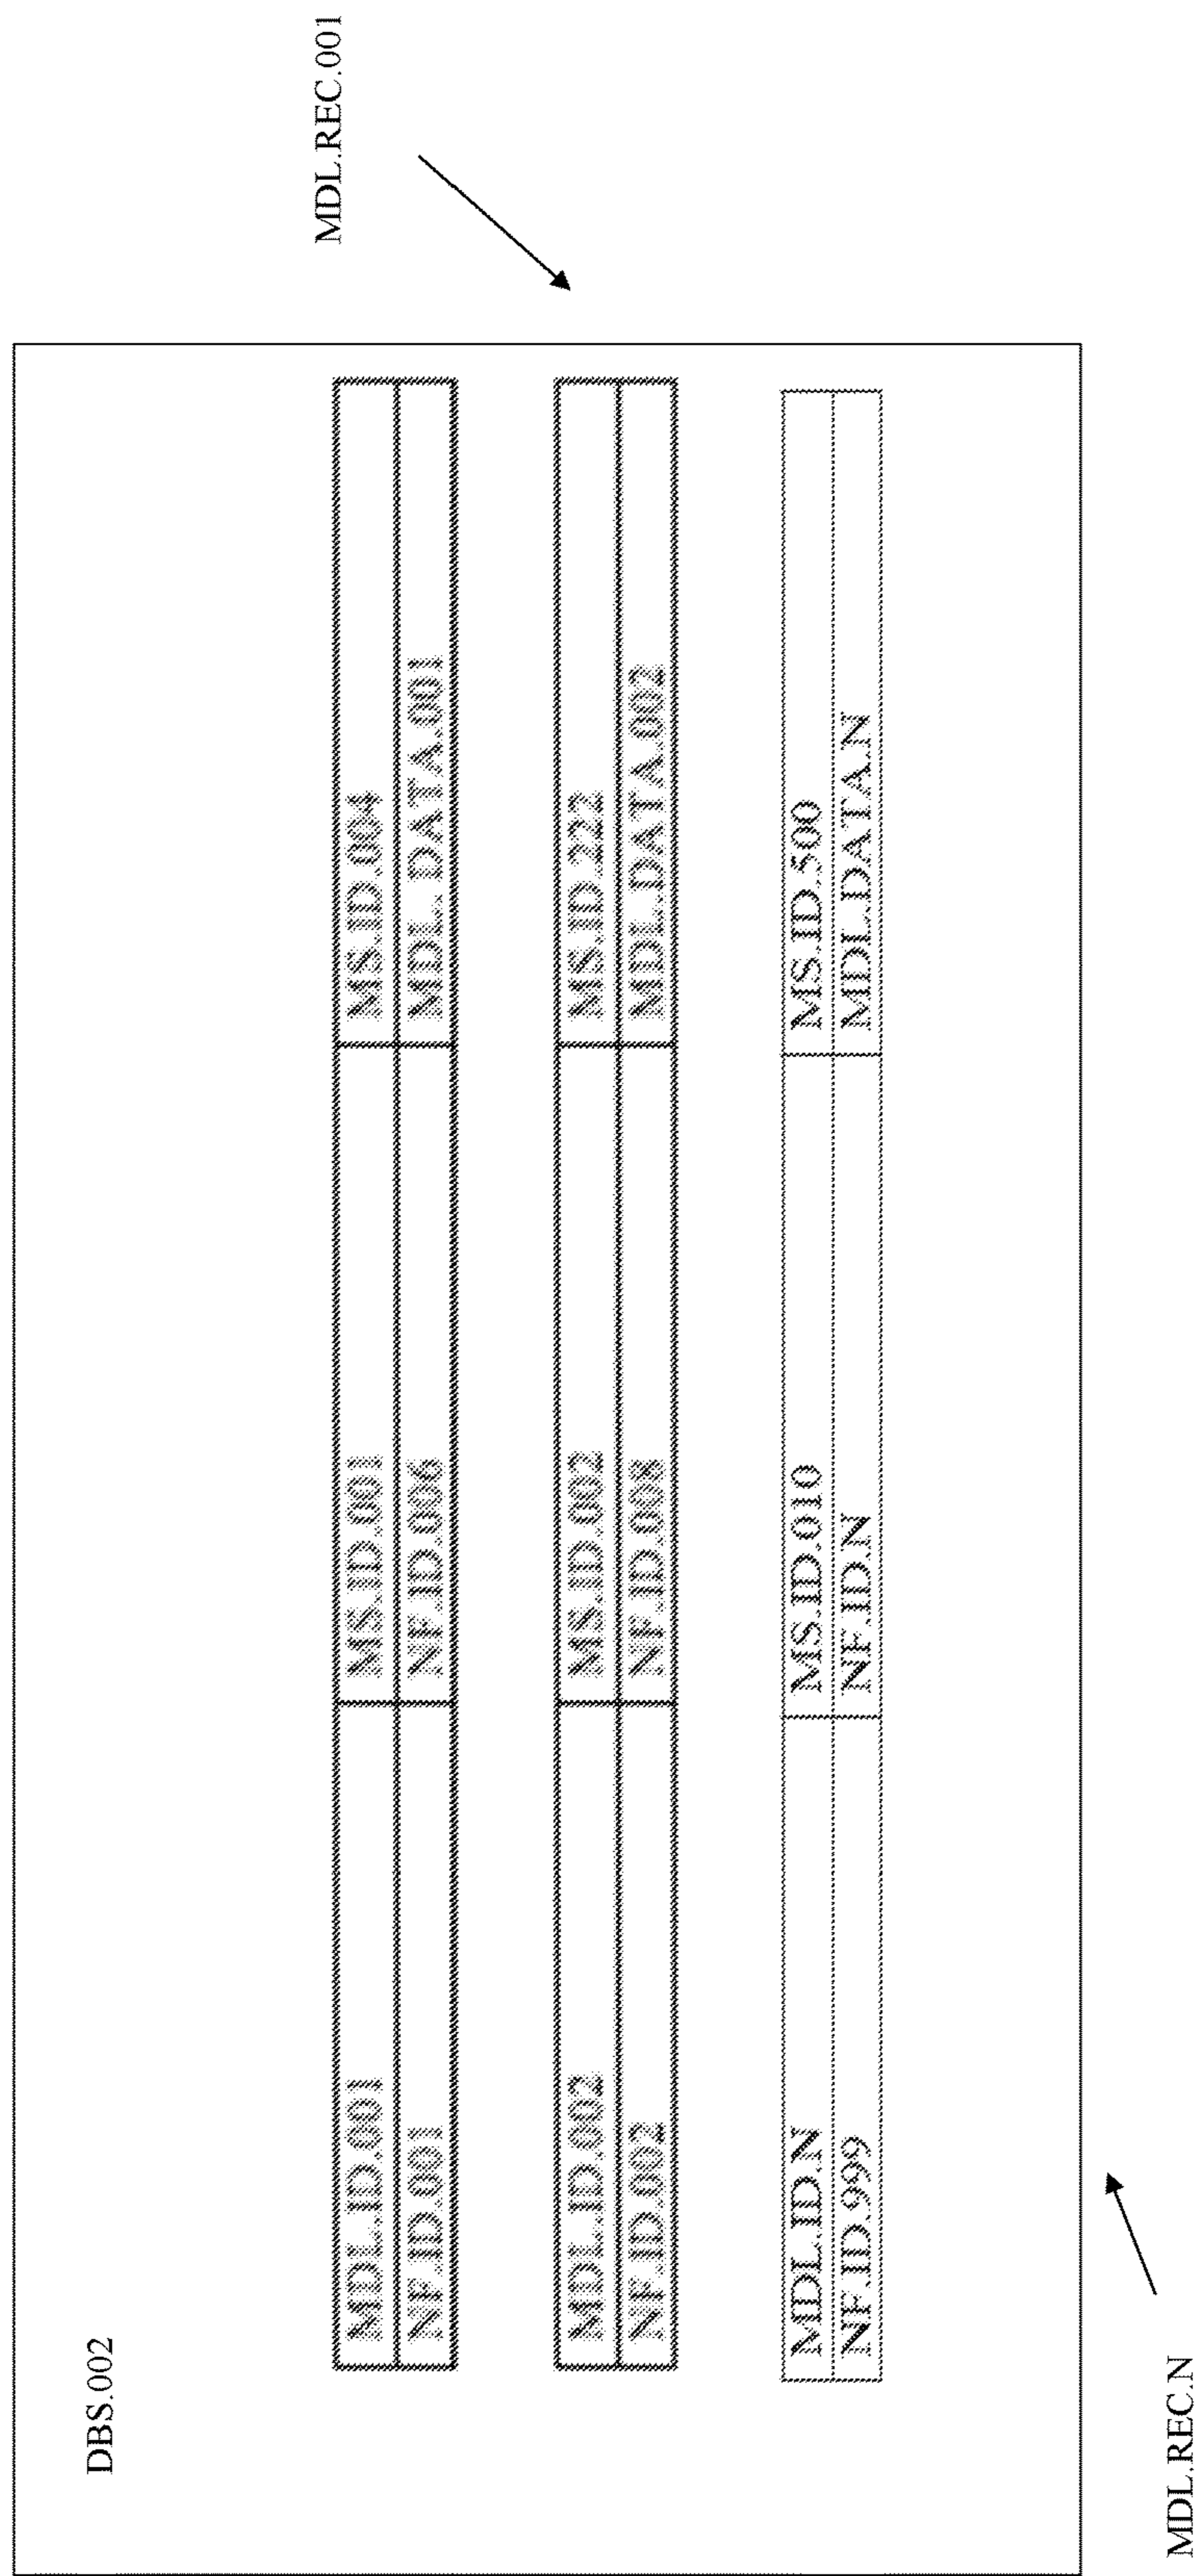 DBS.002
MDL.REC.001
MDL.ID.001 MS.ID.001 MS.ID.004
NF.ID.001 NF.ID.006 MDL. DATA.001
MDL.ID.002 MS.ID.002 MS.ID.222
NF.ID.002 NF.ID.008 MDL.DATA.002
MDL.ID.N MS.ID.010 MS.ID.500
NF.ID.999 NF.ID.N MDL.DATA.N
MDL.REC.N